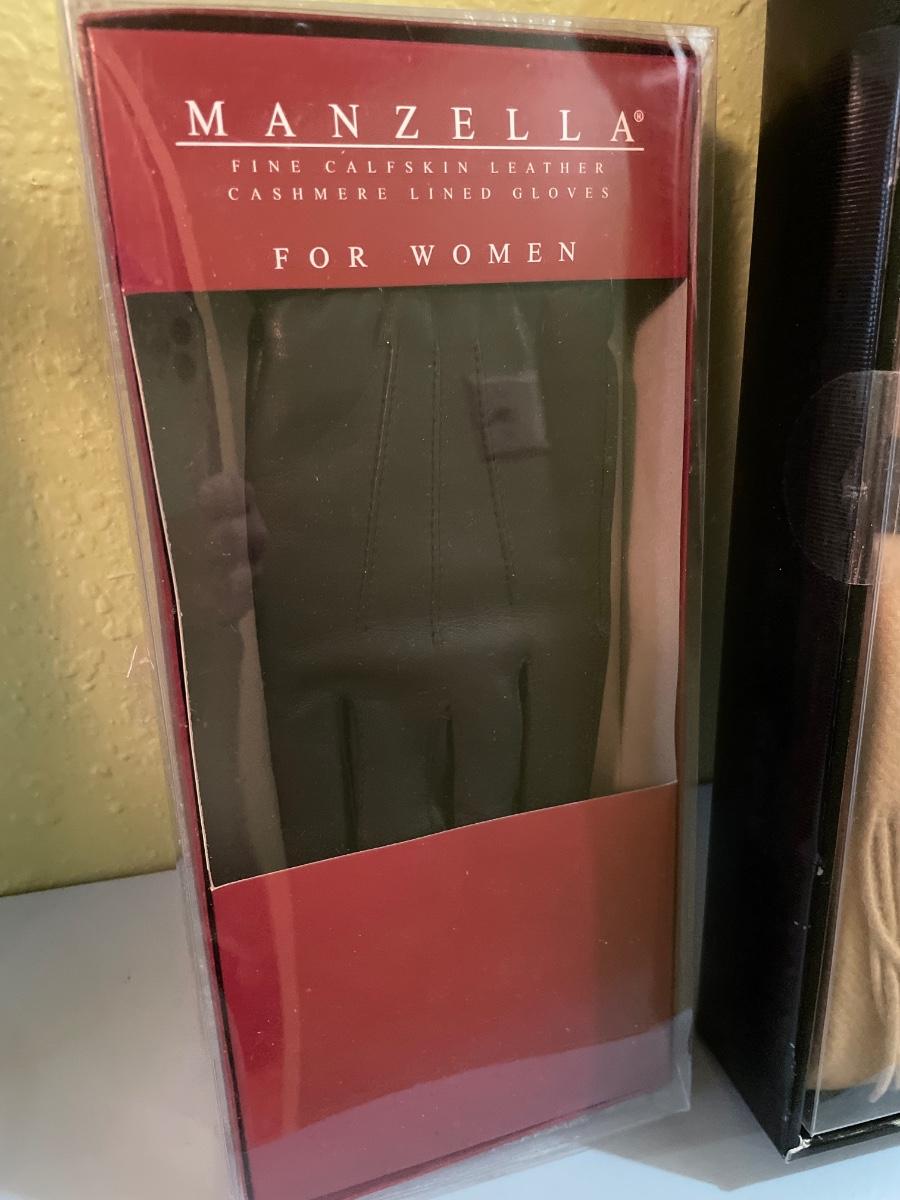 MANZELLA®
FINE CALFSKIN LEATHER
CASHMERE LINED GLOVES
FOR WOMEN